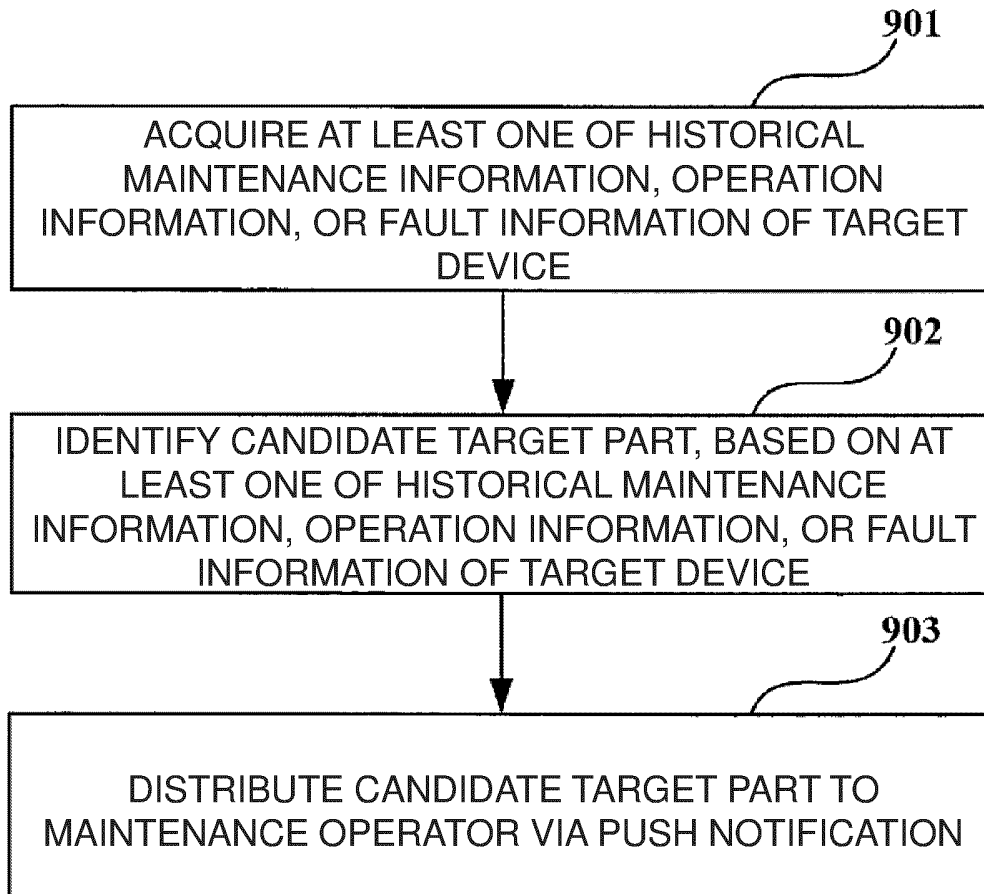 901
ACQUIRE AT LEAST ONE OF HISTORICAL
MAINTENANCE INFORMATION, OPERATION
INFORMATION, OR FAULT INFORMATION OF TARGET
DEVICE
902
IDENTIFY CANDIDATE TARGET PART, BASED ON AT
LEAST ONE OF HISTORICAL MAINTENANCE
INFORMATION, OPERATION INFORMATION, OR FAULT
INFORMATION OF TARGET DEVICE
903
DISTRIBUTE CANDIDATE TARGET PART TO
MAINTENANCE OPERATOR VIA PUSH NOTIFICATION